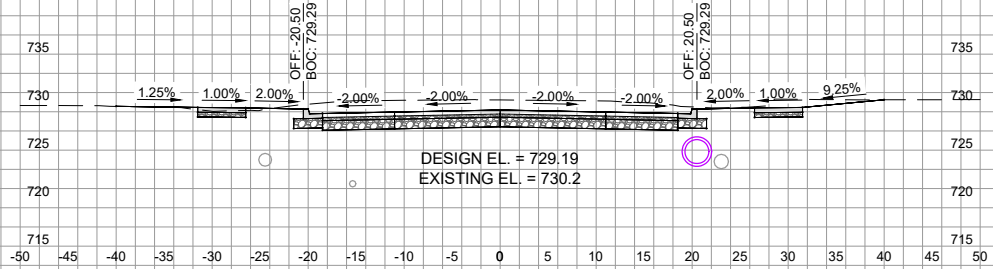 OFF: -20.50
BOC: 729.29
OFF: 20.50
BOC: 729.29
735
735
1.25%
1.00%
2.00%
-2.00%
-2.00%
-2.00%
-2.00%
2.00%
1.00%
9.25%
730
730
725
725
DESIGN EL. = 729.19
EXISTING EL. = 730.2
720
720
715
715
-50 -45 -40 -35 -30 -25 -20 -15 -10 -5 0 5 10 15 20 25 30 35 40 45 50